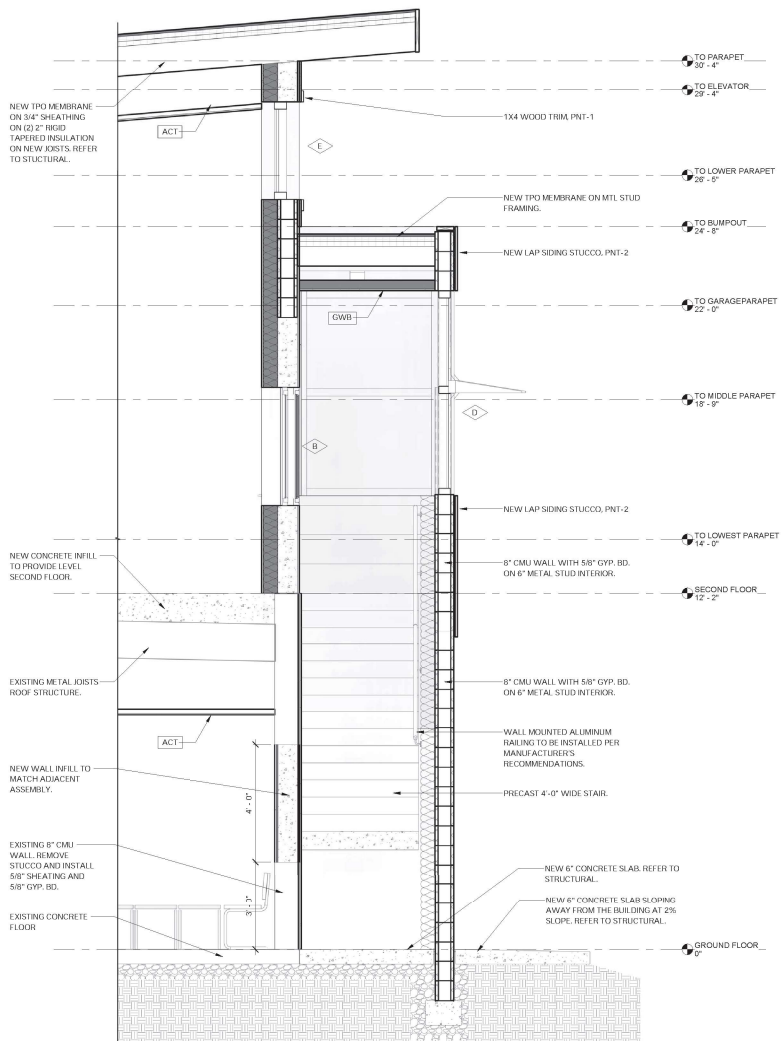 TO PARAPET
30' - 4"
TO ELEVATOR
29' - 4"
NEW TPO MEMBRANE
ON 3/4" SHEATHING
ON (2) 2" RIGID
TAPERED INSULATION
ON NEW JOISTS. REFER
TO STUCTURAL.
ACT
1X4 WOOD TRIM, PNT-1
E
TO LOWER PARAPET
26' - 5"
NEW TPO MEMBRANE ON MTL STUD
FRAMING.
TO BUMPOUT
24' - 8"
NEW LAP SIDING STUCCO, PNT-2
TO GARAGEPARAPET
22' - 0"
GWB
TO MIDDLE PARAPET
18' - 9"
D
B
NEW LAP SIDING STUCCO, PNT-2
TO LOWEST PARAPET
14' - 0"
NEW CONCRETE INFILL
TO PROVIDE LEVEL
SECOND FLOOR.
8" CMU WALL WITH 5/8" GYP. BD.
ON 6" METAL STUD INTERIOR.
SECOND FLOOR
12' - 2"
EXISTING METAL JOISTS
ROOF STRUCTURE.
8" CMU WALL WITH 5/8" GYP. BD.
ON 6" METAL STUD INTERIOR.
ACT
WALL MOUNTED ALUMINUM
RAILING TO BE INSTALLED PER
MANUFACTURER'S
RECOMMENDATIONS.
NEW WALL INFILL TO
MATCH ADJACENT
ASSEMBLY.
4' - 0"
PRECAST 4'-0" WIDE STAIR.
EXISTING 8" CMU
WALL. REMOVE
STUCCO AND INSTALL
5/8" SHEATING AND
5/8" GYP. BD.
3' - 0"
NEW 6" CONCRETE SLAB. REFER TO
STRUCTURAL.
NEW 6" CONCRETE SLAB SLOPING
AWAY FROM THE BUILDING AT 2%
SLOPE. REFER TO STRUCTURAL.
EXISTING CONCRETE
FLOOR
GROUND FLOOR
0"